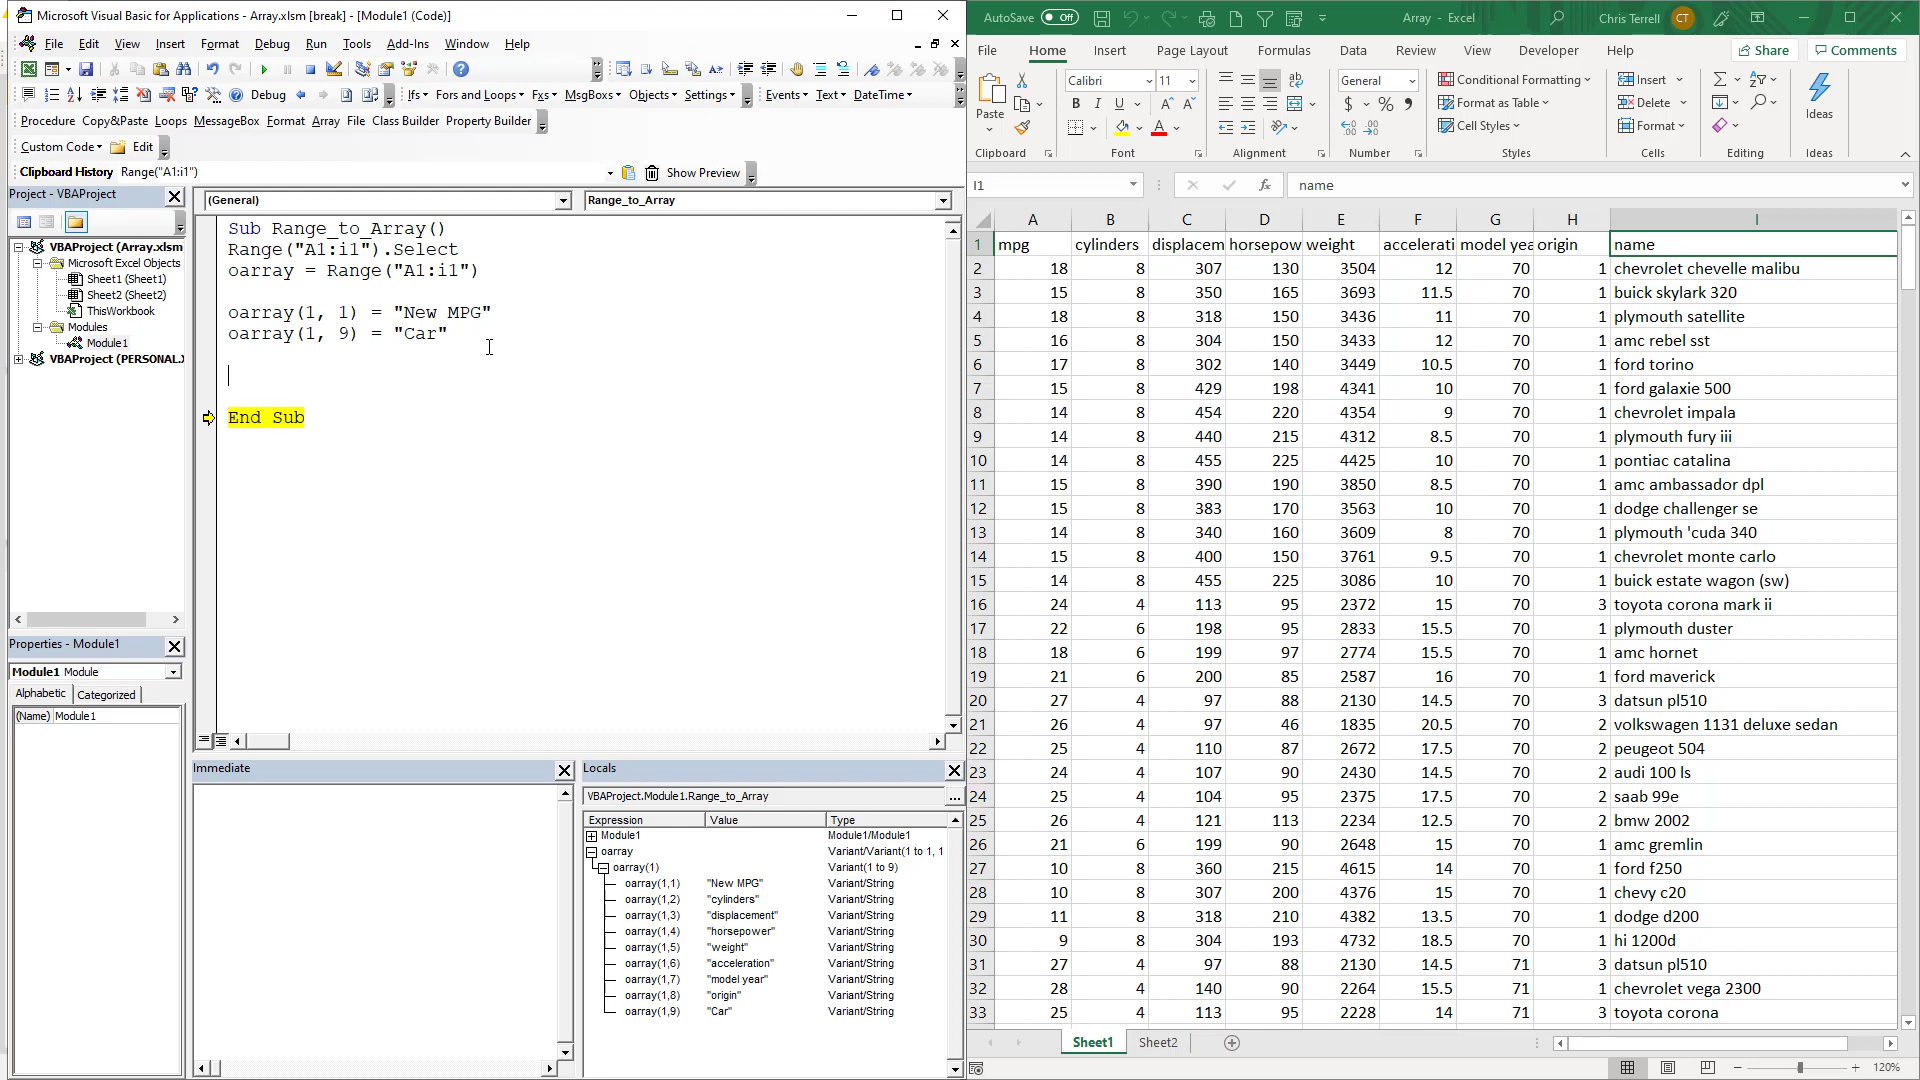 Microsoft Visual Basic for Applications - Array.xlsm [break] - [Module1 (Code)]
File Edit View Insert Format Debug Run Tools Add-Ins Window Help
Debug Ifs Fors and Loops Fxs MsgBoxs Objects Settings Events Text DateTime
Procedure Copy&Paste Loops MessageBox Format Array File Class Builder Property Builder
Custom Code Edit
Clipboard History Range("A1:i1") Show Preview
Project - VBAProject
VBAProject (Array.xlsm
Microsoft Excel Objects
Sheet1 (Sheet1)
Sheet2 (Sheet2)
ThisWorkbook
Modules
Module1
VBAProject (PERSONAL.X
Properties - Module1
Module1 Module
Alphabetic Categorized
(Name) Module1
(General) Range_to_Array
Sub Range_to_Array()
Range("A1:i1").Select
oarray = Range("A1:i1")
oarray(1, 1) = "New MPG"
oarray(1, 9) = "Car"
End Sub
Immediate
Locals
VBAProject.Module1.Range_to_Array ...
Expression Value Type
Module1 Module1/Module1
oarray Variant/Variant(1 to 1, 1
oarray(1) Variant(1 to 9)
oarray(1,1) "New MPG" Variant/String
oarray(1,2) "cylinders" Variant/String
oarray(1,3) "displacement" Variant/String
oarray(1,4) "horsepower" Variant/String
oarray(1,5) "weight" Variant/String
oarray(1,6) "acceleration" Variant/String
oarray(1,7) "model year" Variant/String
oarray(1,8) "origin" Variant/String
oarray(1,9) "Car" Variant/String
AutoSave Off Array - Excel Chris Terrell CT
File Home Insert Page Layout Formulas Data Review View Developer Help Share Comments
Paste Calibri 11 General Conditional Formatting Format as Table Cell Styles Insert Delete Format Ideas
Clipboard Font Alignment Number Styles Cells Editing Ideas
I1 fx name
A B C D E F G H I
1 mpg cylinders displacem horsepow weight accelerati model yea origin name
2 18 8 307 130 3504 12 70 1 chevrolet chevelle malibu
3 15 8 350 165 3693 11.5 70 1 buick skylark 320
4 18 8 318 150 3436 11 70 1 plymouth satellite
5 16 8 304 150 3433 12 70 1 amc rebel sst
6 17 8 302 140 3449 10.5 70 1 ford torino
7 15 8 429 198 4341 10 70 1 ford galaxie 500
8 14 8 454 220 4354 9 70 1 chevrolet impala
9 14 8 440 215 4312 8.5 70 1 plymouth fury iii
10 14 8 455 225 4425 10 70 1 pontiac catalina
11 15 8 390 190 3850 8.5 70 1 amc ambassador dpl
12 15 8 383 170 3563 10 70 1 dodge challenger se
13 14 8 340 160 3609 8 70 1 plymouth 'cuda 340
14 15 8 400 150 3761 9.5 70 1 chevrolet monte carlo
15 14 8 455 225 3086 10 70 1 buick estate wagon (sw)
16 24 4 113 95 2372 15 70 3 toyota corona mark ii
17 22 6 198 95 2833 15.5 70 1 plymouth duster
18 18 6 199 97 2774 15.5 70 1 amc hornet
19 21 6 200 85 2587 16 70 1 ford maverick
20 27 4 97 88 2130 14.5 70 3 datsun pl510
21 26 4 97 46 1835 20.5 70 2 volkswagen 1131 deluxe sedan
22 25 4 110 87 2672 17.5 70 2 peugeot 504
23 24 4 107 90 2430 14.5 70 2 audi 100 ls
24 25 4 104 95 2375 17.5 70 2 saab 99e
25 26 4 121 113 2234 12.5 70 2 bmw 2002
26 21 6 199 90 2648 15 70 1 amc gremlin
27 10 8 360 215 4615 14 70 1 ford f250
28 10 8 307 200 4376 15 70 1 chevy c20
29 11 8 318 210 4382 13.5 70 1 dodge d200
30 9 8 304 193 4732 18.5 70 1 hi 1200d
31 27 4 97 88 2130 14.5 71 3 datsun pl510
32 28 4 140 90 2264 15.5 71 1 chevrolet vega 2300
33 25 4 113 95 2228 14 71 3 toyota corona
Sheet1 Sheet2
120%